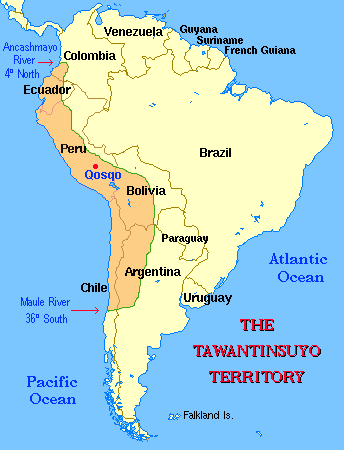 Venezuela
Guyana
Suriname
French Guiana
Ancashmayo
River
4º North
Colombia
Ecuador
Peru
Brazil
Qosqo
Bolivia
Paraguay
Atlantic
Ocean
Argentina
Chile
Uruguay
Maule River
36º South
THE
TAWANTINSUYO
TERRITORY
Pacific
Ocean
Falkland Is.